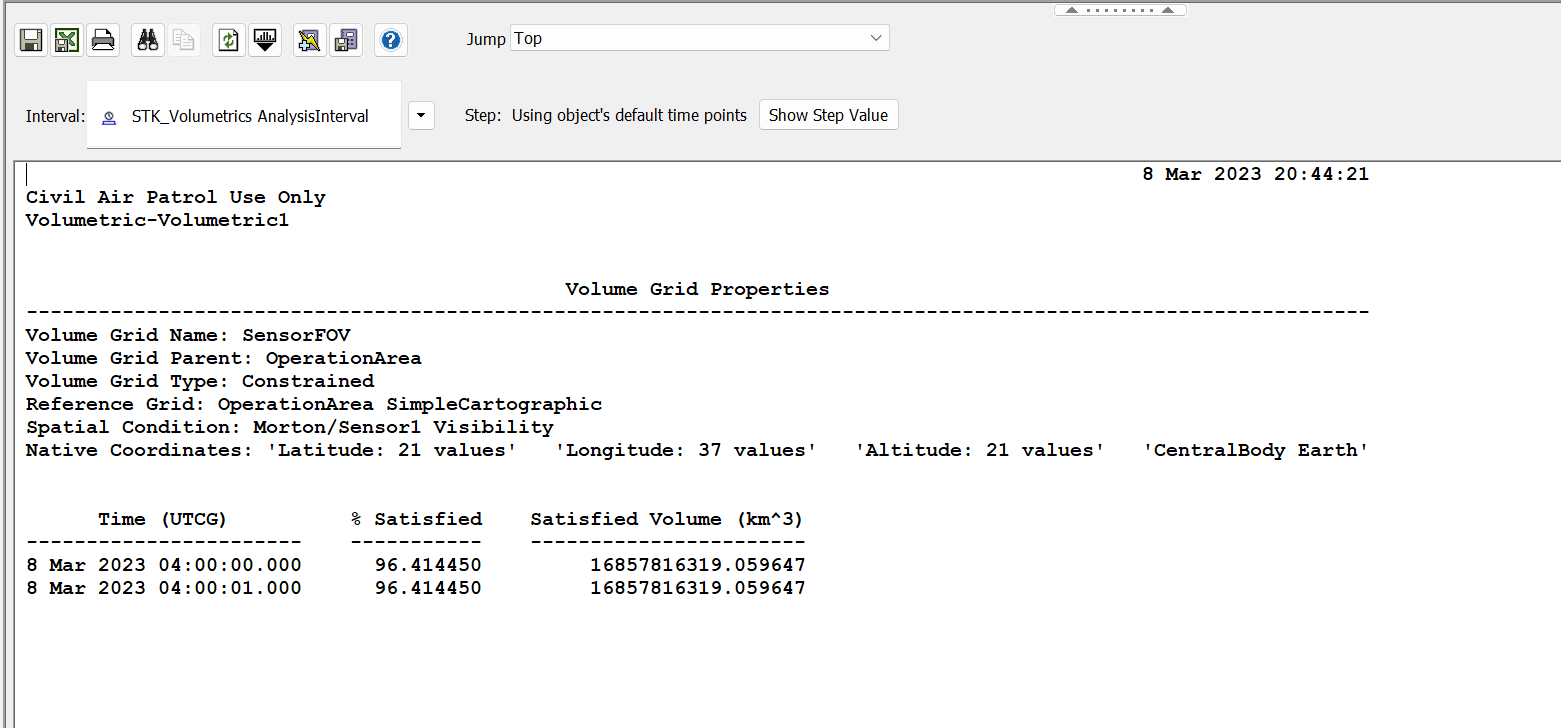 Jump Top
Interval: STK_Volumetrics AnalysisInterval Step: Using object's default time points Show Step Value
8 Mar 2023 20:44:21
Civil Air Patrol Use Only
Volumetric-Volumetric1
Volume Grid Properties
----------------------------------------------------------------------------------------------------------------
Volume Grid Name: SensorFOV
Volume Grid Parent: OperationArea
Volume Grid Type: Constrained
Reference Grid: OperationArea SimpleCartographic
Spatial Condition: Morton/Sensor1 Visibility
Native Coordinates: 'Latitude: 21 values' 'Longitude: 37 values' 'Altitude: 21 values' 'CentralBody Earth'
Time (UTCG) % Satisfied Satisfied Volume (km^3)
----------------------- ----------- -----------------------
8 Mar 2023 04:00:00.000 96.414450 16857816319.059647
8 Mar 2023 04:00:01.000 96.414450 16857816319.059647